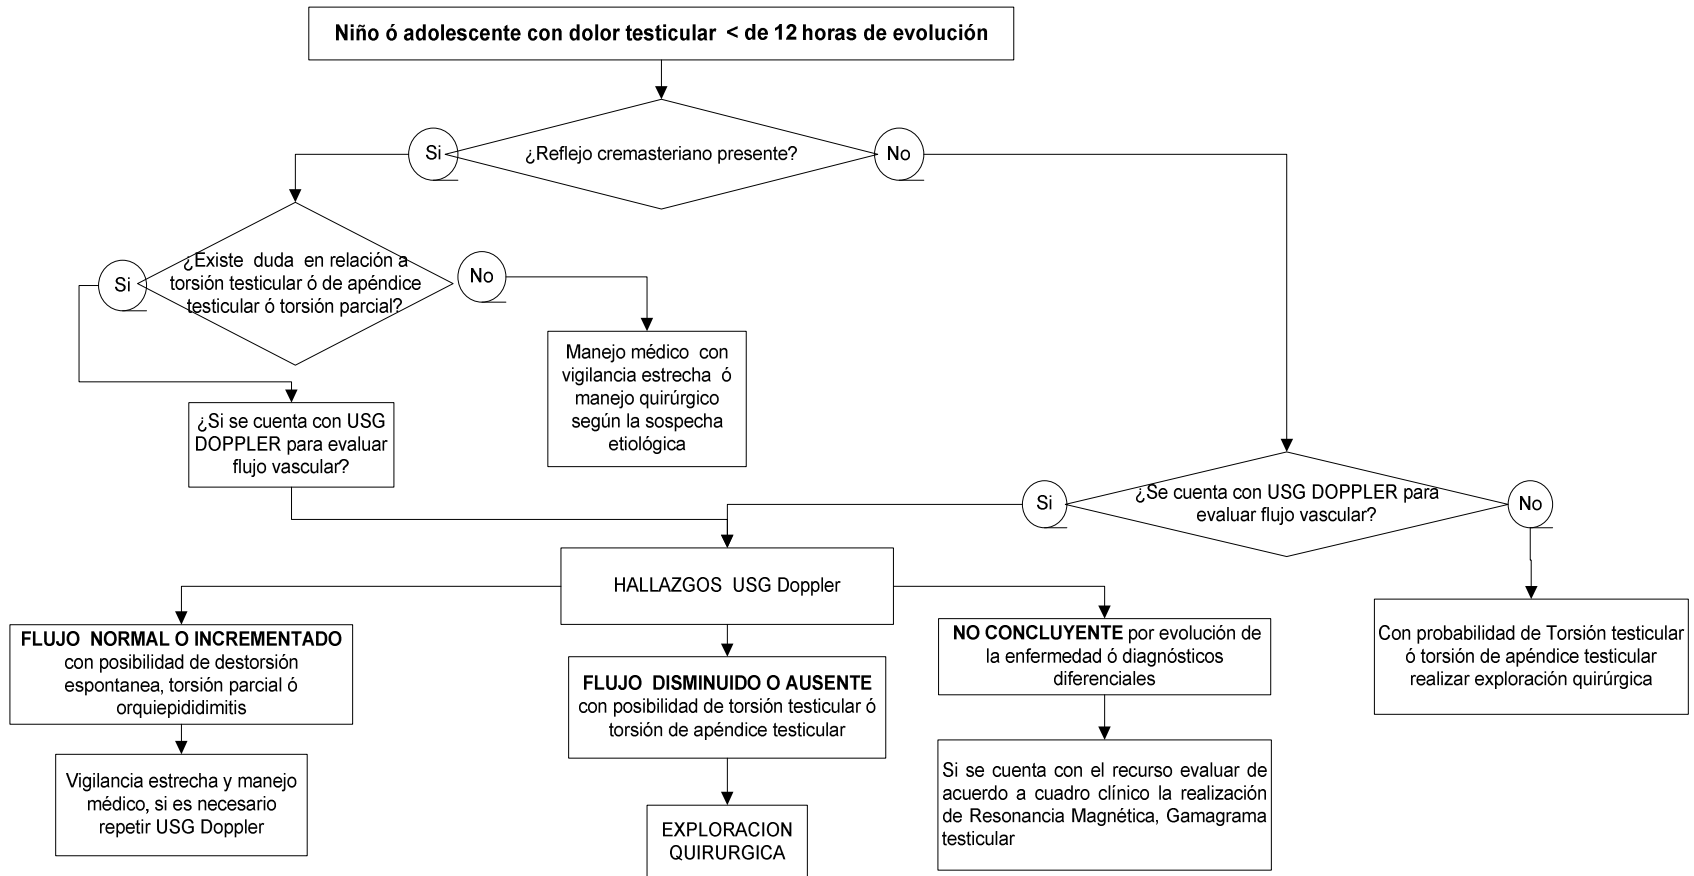 Niño ó adolescente con dolor testicular < de 12 horas de evolución
Si
¿Reflejo cremasteriano presente?
No
Si
¿Existe duda en relación a
torsión testicular ó de apéndice
testicular ó torsión parcial?
No
Manejo médico con
vigilancia estrecha ó
manejo quirúrgico
según la sospecha
etiológica
¿Si se cuenta con USG
DOPPLER para evaluar
flujo vascular?
Si
¿Se cuenta con USG DOPPLER para
evaluar flujo vascular?
No
HALLAZGOS USG Doppler
FLUJO NORMAL O INCREMENTADO
con posibilidad de destorsión
espontanea, torsión parcial ó
orquiepididimitis
FLUJO DISMINUIDO O AUSENTE
con posibilidad de torsión testicular ó
torsión de apéndice testicular
NO CONCLUYENTE por evolución de
la enfermedad ó diagnósticos
diferenciales
Con probabilidad de Torsión testicular
ó torsión de apéndice testicular
realizar exploración quirúrgica
Vigilancia estrecha y manejo
médico, si es necesario
repetir USG Doppler
EXPLORACION
QUIRURGICA
Si se cuenta con el recurso evaluar de
acuerdo a cuadro clínico la realización
de Resonancia Magnética, Gamagrama
testicular